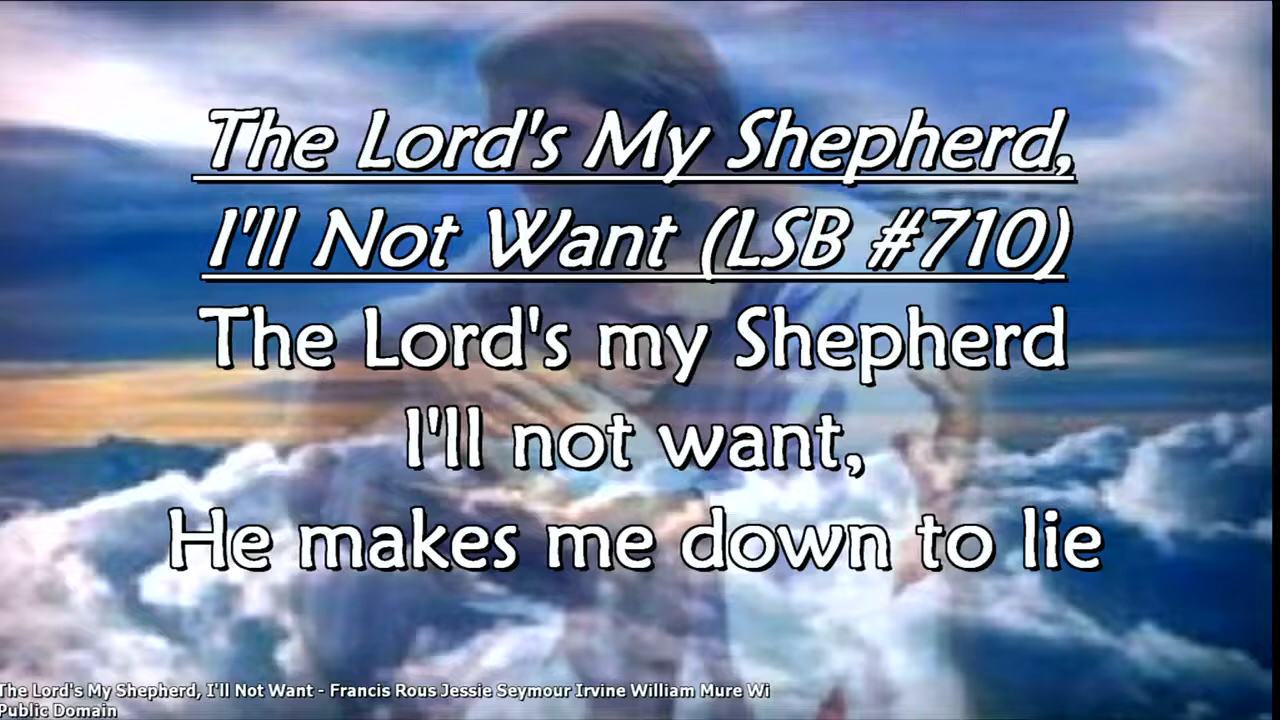 The Lord's My Shepherd,
I'll Not Want (LSB #710)
The Lord's my Shepherd
I'll not want,
He makes me down to lie
The Lord's My Shepherd, I'll Not Want - Francis Rous Jessie Seymour Irvine William Mure Wi
Public Domain